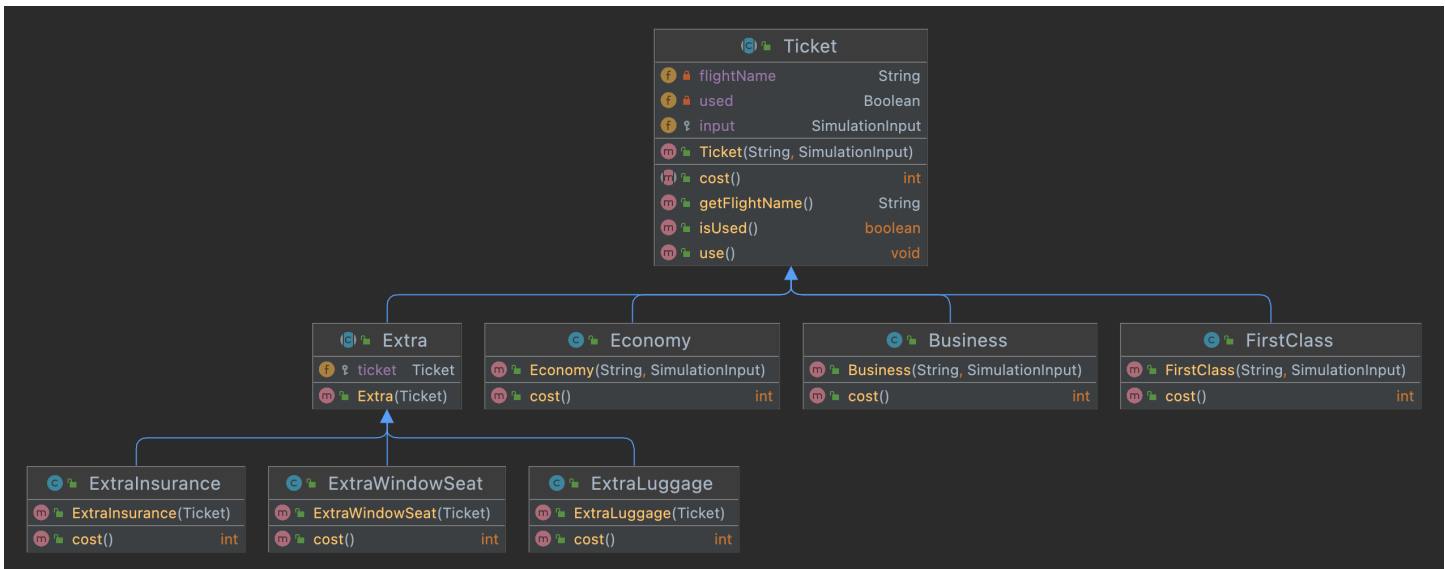 Ticket
flightName String
used Boolean
input SimulationInput
Ticket(String, SimulationInput)
cost() int
getFlightName() String
isUsed() boolean
use() void
Extra
ticket Ticket
Extra(Ticket)
Economy
Economy(String, SimulationInput)
cost() int
Business
Business(String, SimulationInput)
cost() int
FirstClass
FirstClass(String, SimulationInput)
cost() int
ExtraInsurance
ExtraInsurance(Ticket)
cost() int
ExtraWindowSeat
ExtraWindowSeat(Ticket)
cost() int
ExtraLuggage
ExtraLuggage(Ticket)
cost() int